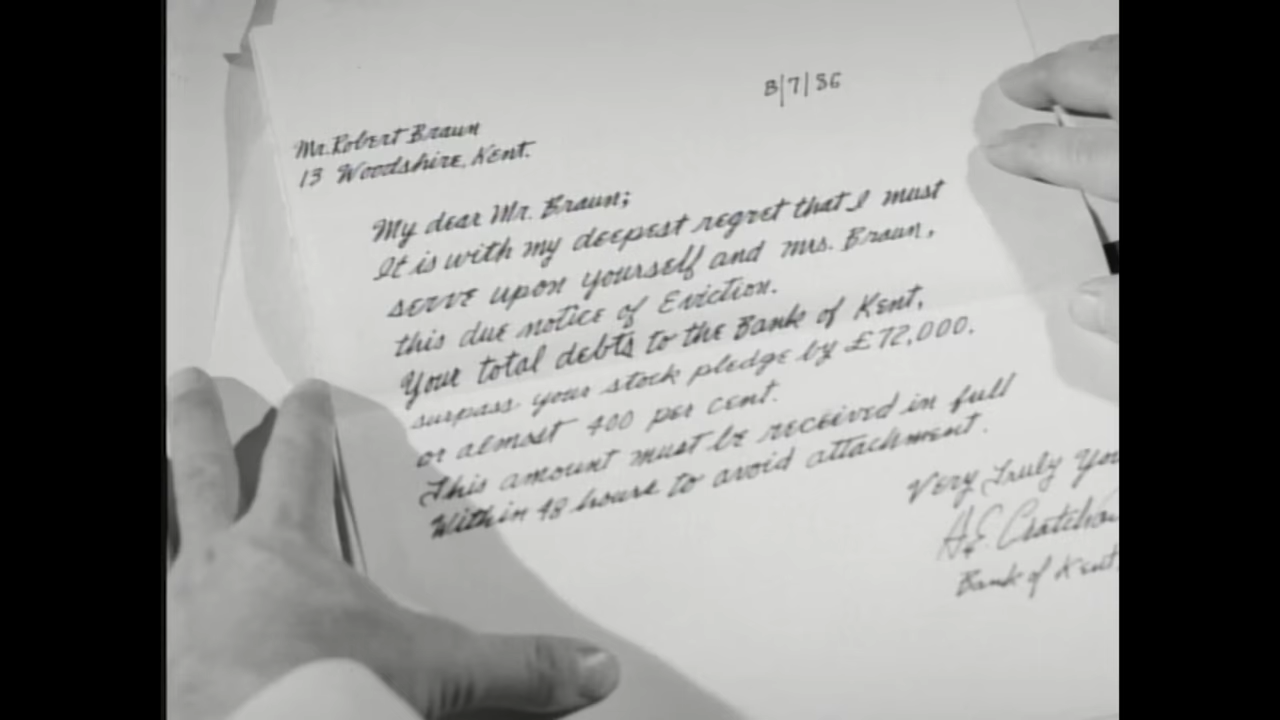 8/7/36
Mr. Robert Braun
13 Woodshire, Kent.
My dear Mr. Braun;
It is with my deepest regret that I must
serve upon yourself and Mrs. Braun,
this due notice of Eviction.
Your total debts to the Bank of Kent,
surpass your stock pledge by £72,000.
or almost 400 per cent.
This amount must be received in full
Within 48 hours to avoid attachment.
Very Truly You
A.E.
Bank of Kent.